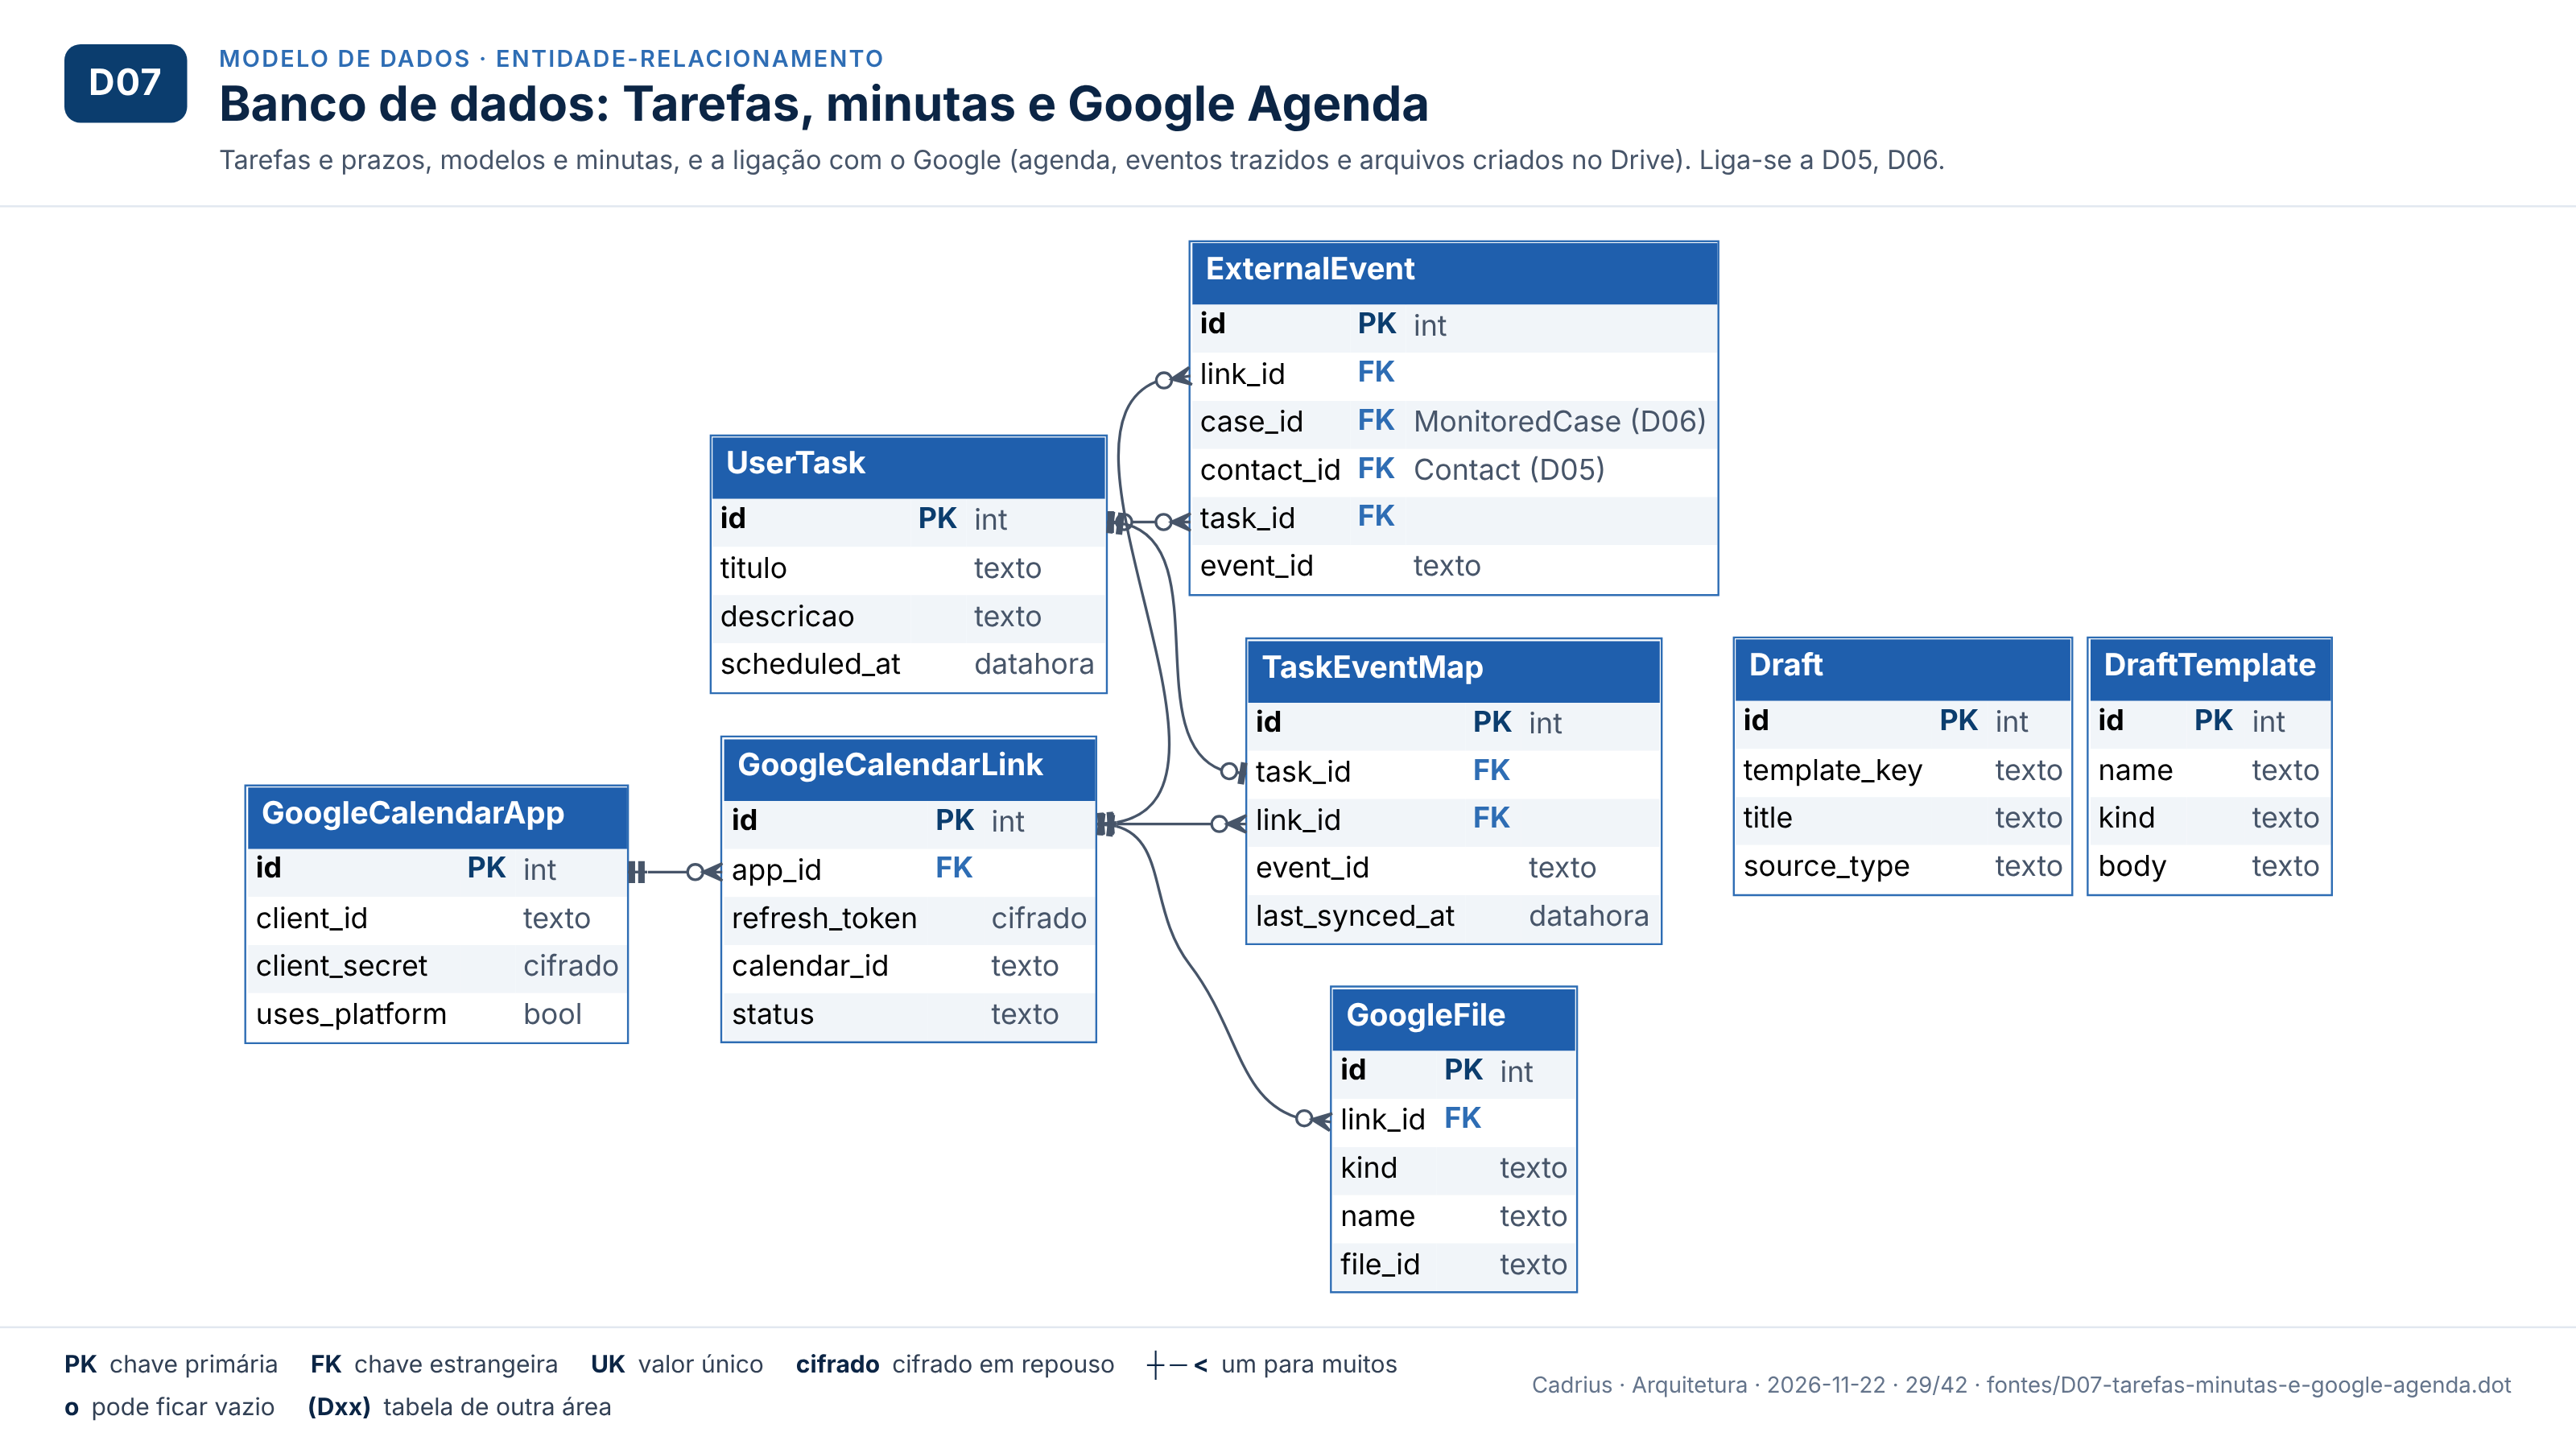 D07
MODELO DE DADOS · ENTIDADE-RELACIONAMENTO
Banco de dados: Tarefas, minutas e Google Agenda
Tarefas e prazos, modelos e minutas, e a ligação com o Google (agenda, eventos trazidos e arquivos criados no Drive). Liga-se a D05, D06.
ExternalEvent
id PK int
link_id FK
case_id FK MonitoredCase (D06)
contact_id FK Contact (D05)
task_id FK
event_id texto
UserTask
id PK int
titulo texto
descricao texto
scheduled_at datahora
TaskEventMap
id PK int
task_id FK
link_id FK
event_id texto
last_synced_at datahora
Draft
id PK int
template_key texto
title texto
source_type texto
DraftTemplate
id PK int
name texto
kind texto
body texto
GoogleCalendarLink
id PK int
app_id FK
refresh_token cifrado
calendar_id texto
status texto
GoogleCalendarApp
id PK int
client_id texto
client_secret cifrado
uses_platform bool
GoogleFile
id PK int
link_id FK
kind texto
name texto
file_id texto
PK chave primária FK chave estrangeira UK valor único cifrado cifrado em repouso ┼─< um para muitos
o pode ficar vazio (Dxx) tabela de outra área
Cadrius · Arquitetura · 2026-11-22 · 29/42 · fontes/D07-tarefas-minutas-e-google-agenda.dot